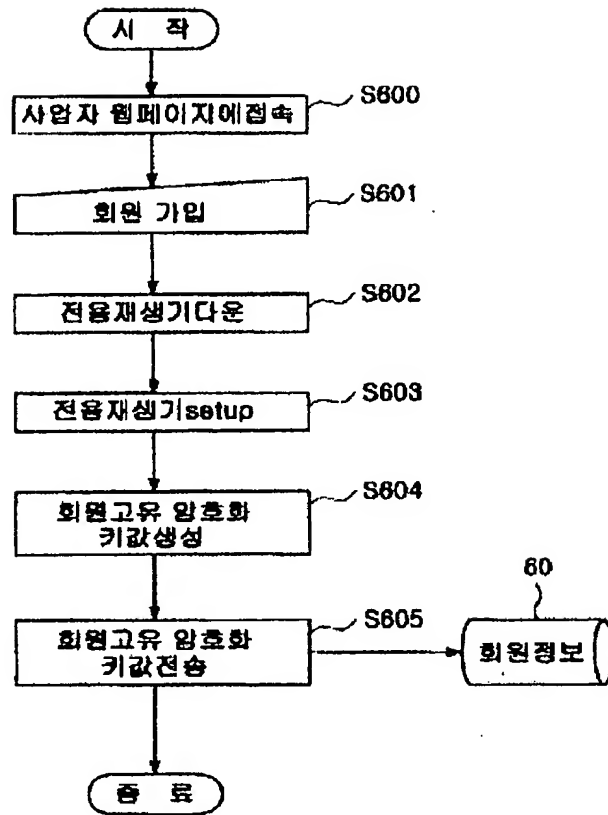 시 작
사업자 웹페이지에접속
S600
회원 가입
S601
전용재생기다운
S602
전용재생기setup
S603
회원고유 암호화
키값생성
S604
회원고유 암호화
키값전송
S605
60
회원정보
종 료